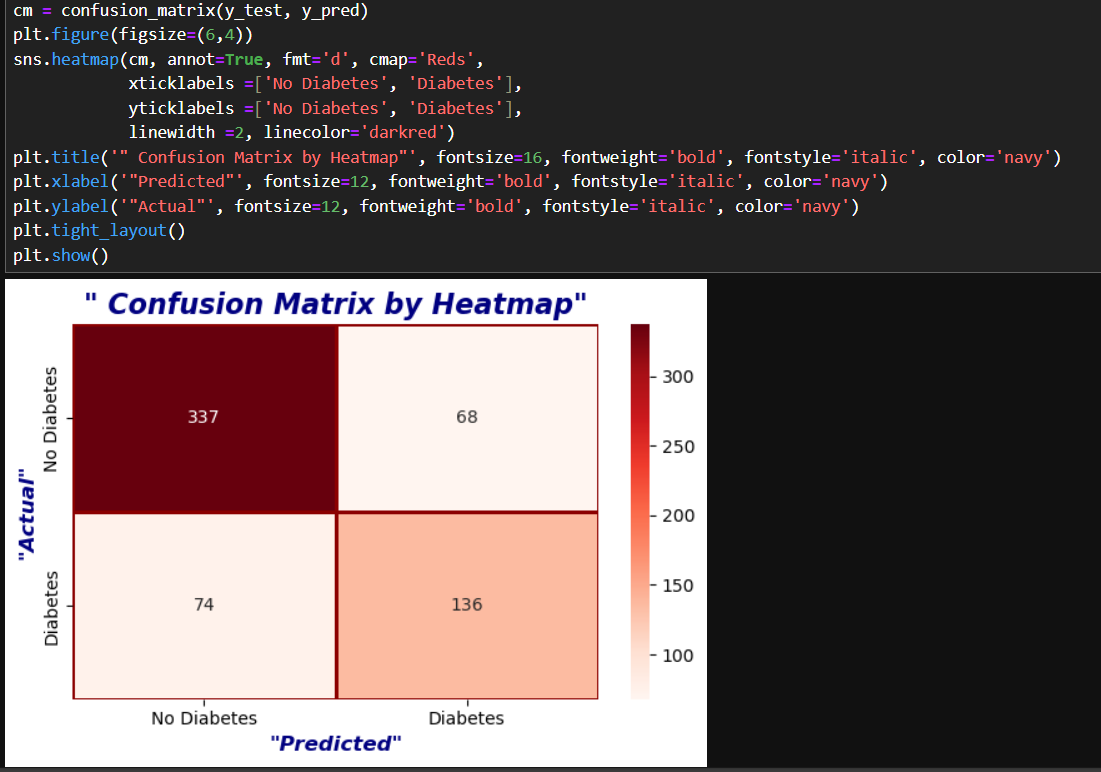 cm = confusion_matrix(y_test, y_pred)
plt.figure(figsize=(6,4))
sns.heatmap(cm, annot=True, fmt='d', cmap='Reds',
            xticklabels =['No Diabetes', 'Diabetes'],
            yticklabels =['No Diabetes', 'Diabetes'],
            linewidth =2, linecolor='darkred')
plt.title('" Confusion Matrix by Heatmap"', fontsize=16, fontweight='bold', fontstyle='italic', color='navy')
plt.xlabel('"Predicted"', fontsize=12, fontweight='bold', fontstyle='italic', color='navy')
plt.ylabel('"Actual"', fontsize=12, fontweight='bold', fontstyle='italic', color='navy')
plt.tight_layout()
plt.show()
" Confusion Matrix by Heatmap"
"Actual"
No Diabetes
337
68
Diabetes
74
136
No Diabetes
Diabetes
"Predicted"
300
250
200
150
100